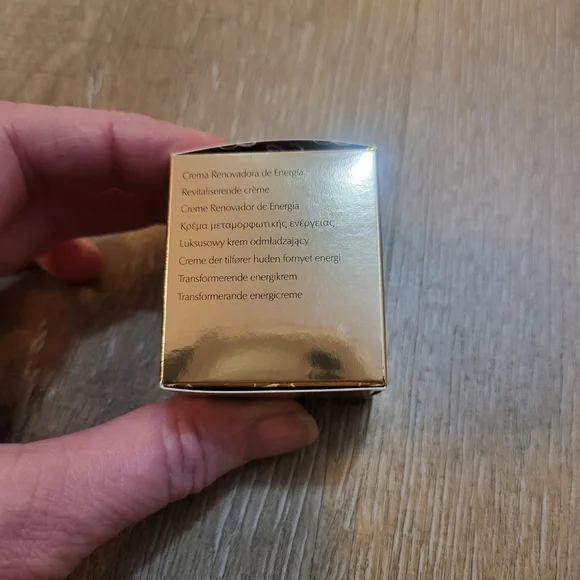 Crema Renovadora de Energía
Revitaliserende crème
Creme Renovador de Energia
Κρέμα μεταμορφωτικής ενέργειας
Luksusowy krem odmładzający
Creme der tilfører huden fornyet energi
Transformerende energikrem
Transformerande energicreme